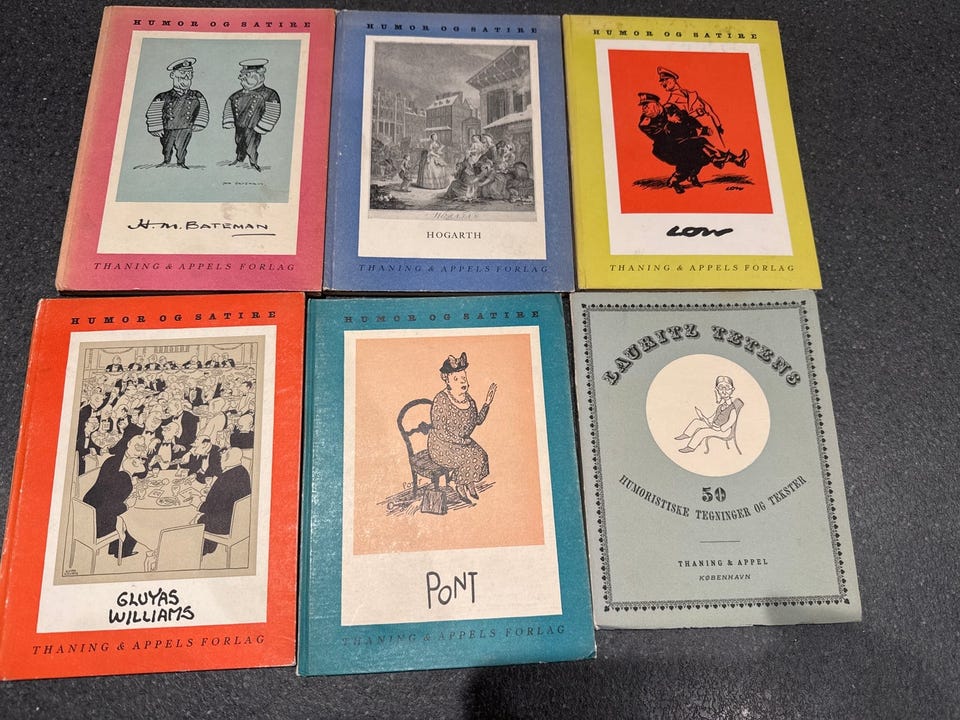 HUMOR OG SATIRE
H. M. BATEMAN
THANING & APPELS FORLAG
HUMOR OG SATIRE
HOGARTH
THANING & APPELS FORLAG
HUMOR OG SATIRE
LOW
LOW
THANING & APPELS FORLAG
HUMOR OG SATIRE
GLUYAS
WILLIAMS
THANING & APPELS FORLAG
HUMOR OG SATIRE
PONT
THANING & APPELS FORLAG
LAURITZ TETENS
50
HUMORISTISKE TEGNINGER OG TEKSTER
THANING & APPEL
KØBENHAVN